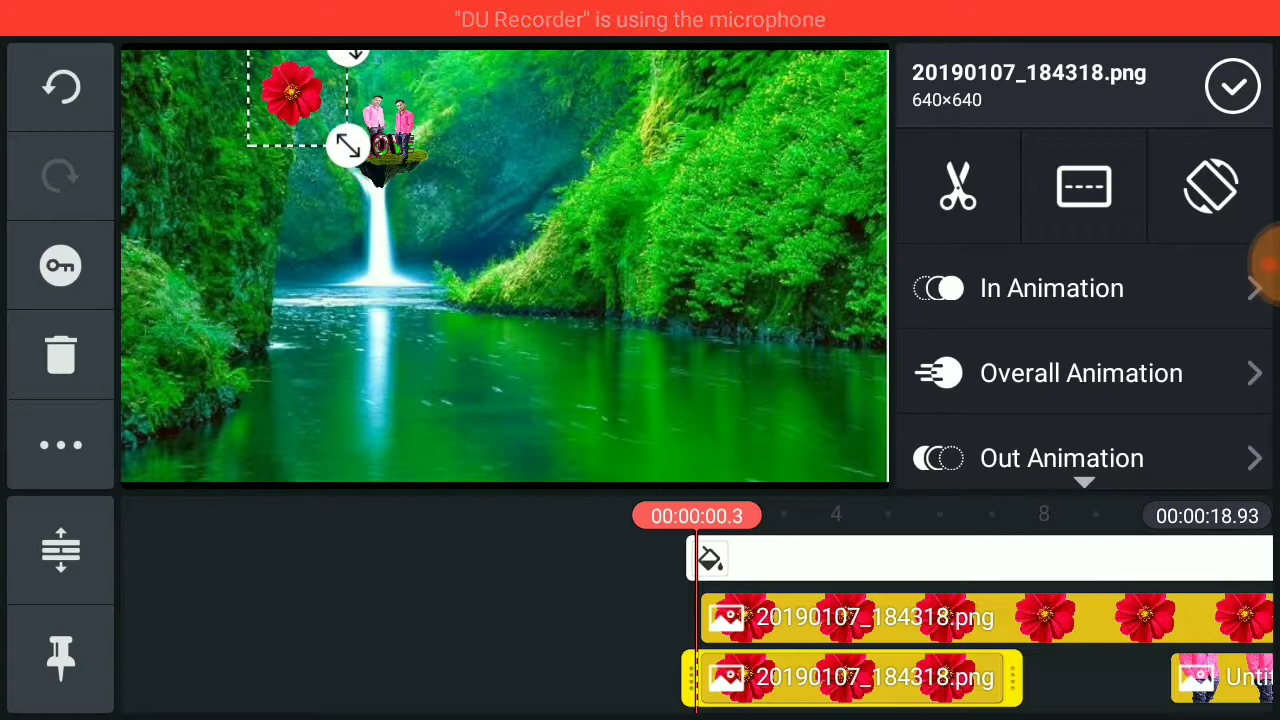 "DU Recorder" is using the microphone
20190107_184318.png
640×640
In Animation
Overall Animation
Out Animation
00:00:00.3
4
8
00:00:18.93
20190107_184318.png
20190107_184318.png